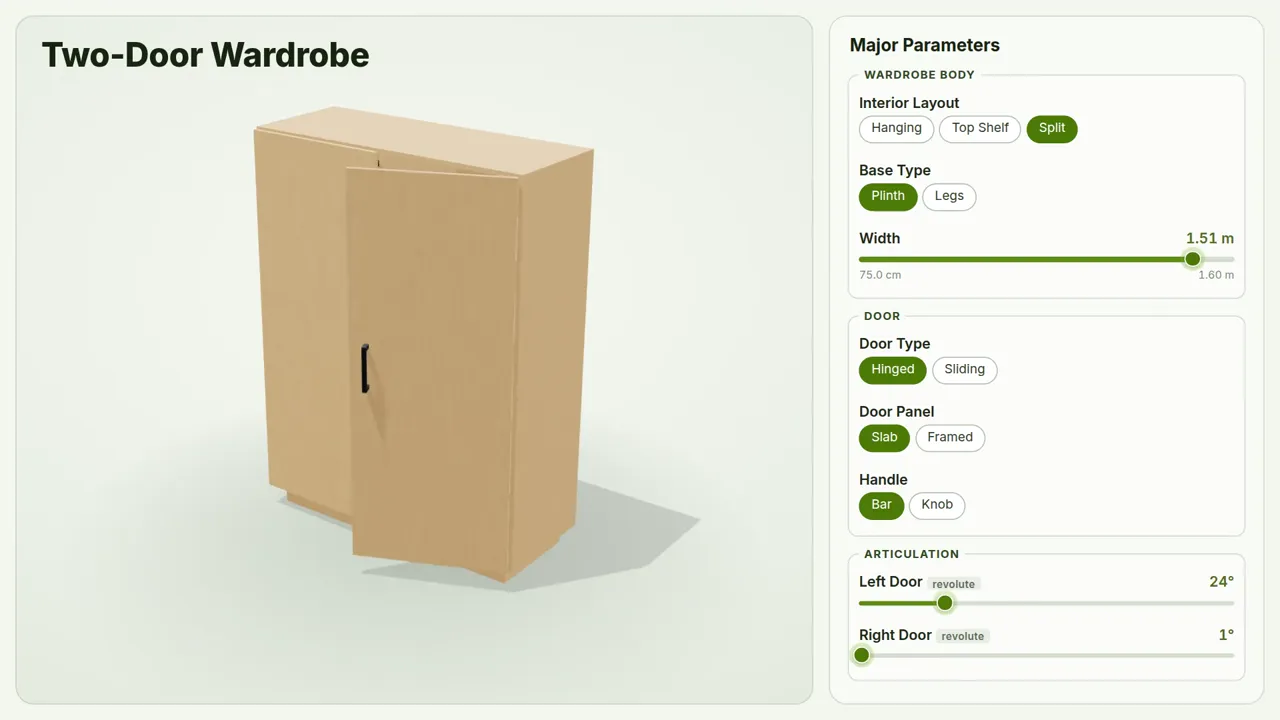 Two-Door Wardrobe
Major Parameters
WARDROBE BODY
Interior Layout
Hanging Top Shelf Split
Base Type
Plinth Legs
Width 1.51 m
75.0 cm 1.60 m
DOOR
Door Type
Hinged Sliding
Door Panel
Slab Framed
Handle
Bar Knob
ARTICULATION
Left Door revolute 24°
Right Door revolute 1°